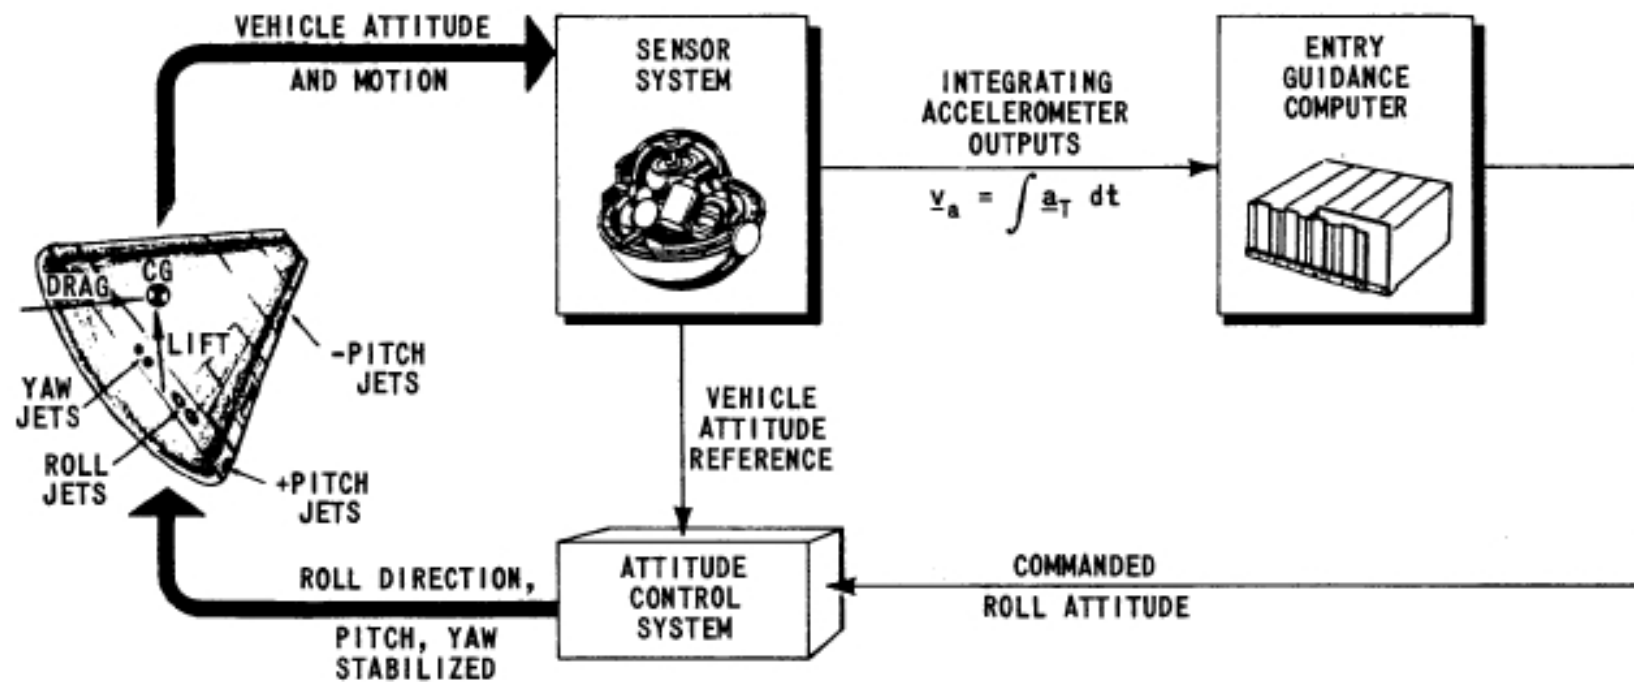 VEHICLE ATTITUDE
AND MOTION
SENSOR
SYSTEM
INTEGRATING
ACCELEROMETER
OUTPUTS
v_a = ∫ a_T dt
ENTRY
GUIDANCE
COMPUTER
DRAG
CG
LIFT
YAW
JETS
ROLL
JETS
-PITCH
JETS
+PITCH
JETS
VEHICLE
ATTITUDE
REFERENCE
ROLL DIRECTION,
PITCH, YAW
STABILIZED
ATTITUDE
CONTROL
SYSTEM
COMMANDED
ROLL ATTITUDE